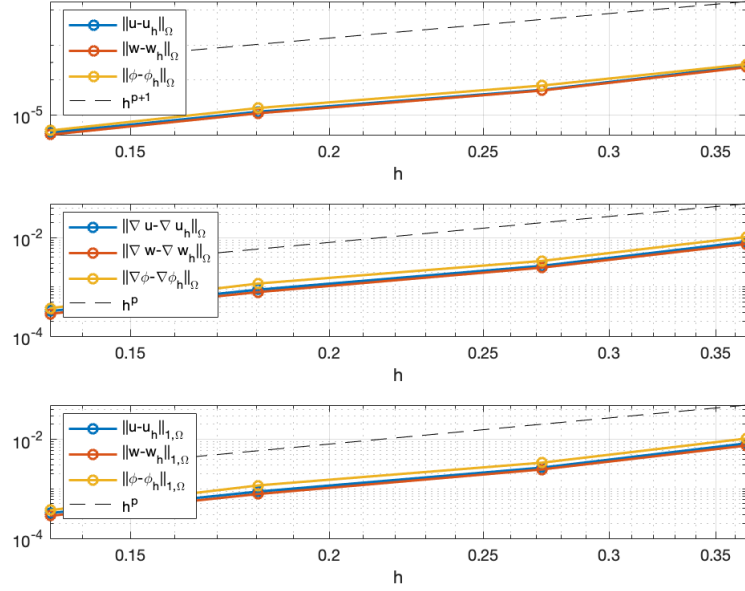 ‖u-u_h‖_Ω
‖w-w_h‖_Ω
‖ϕ-ϕ_h‖_Ω
h^{p+1}
10^{-5}
0.15 0.2 0.25 0.3 0.35
h
‖∇ u-∇ u_h‖_Ω
‖∇ w-∇ w_h‖_Ω
‖∇ϕ-∇ϕ_h‖_Ω
h^p
10^{-2}
10^{-4}
0.15 0.2 0.25 0.3 0.35
h
‖u-u_h‖_{1,Ω}
‖w-w_h‖_{1,Ω}
‖ϕ-ϕ_h‖_{1,Ω}
h^p
10^{-2}
10^{-4}
0.15 0.2 0.25 0.3 0.35
h